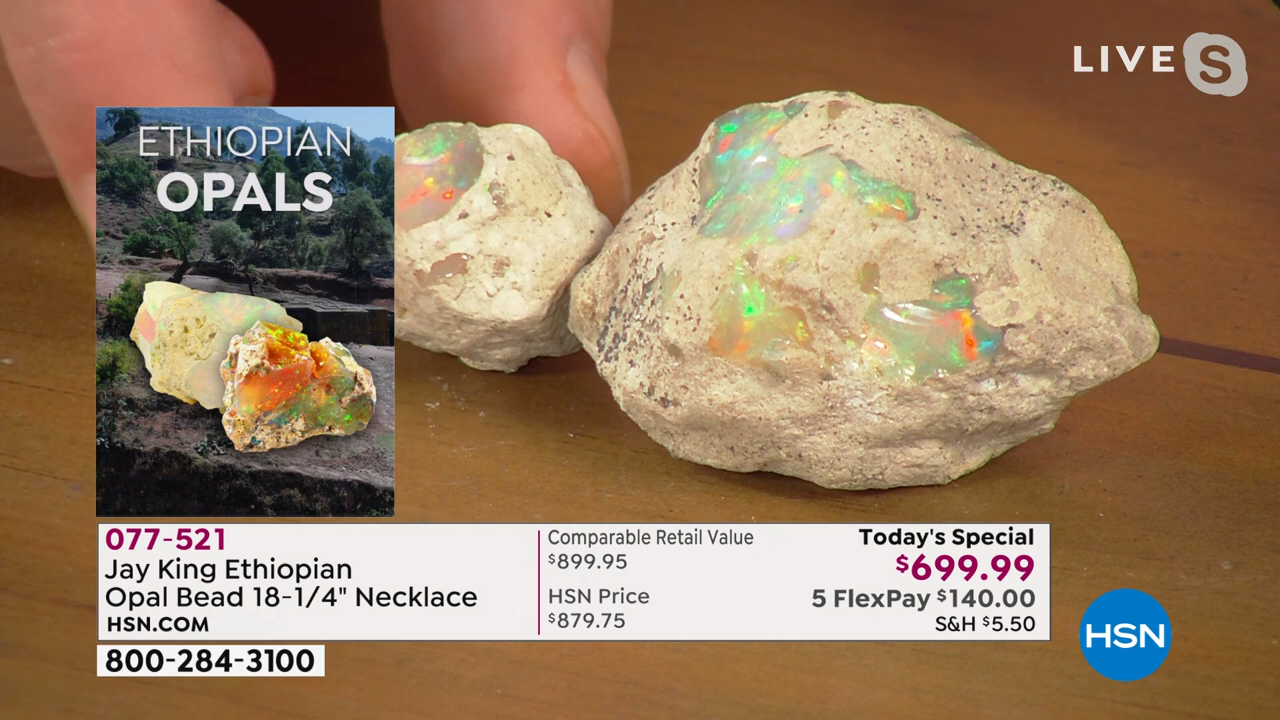 LIVE S
ETHIOPIAN
OPALS
077-521
Jay King Ethiopian
Opal Bead 18-1/4" Necklace
HSN.COM
Comparable Retail Value
$899.95
HSN Price
$879.75
Today's Special
$699.99
5 FlexPay $140.00
S&H $5.50
800-284-3100
HSN